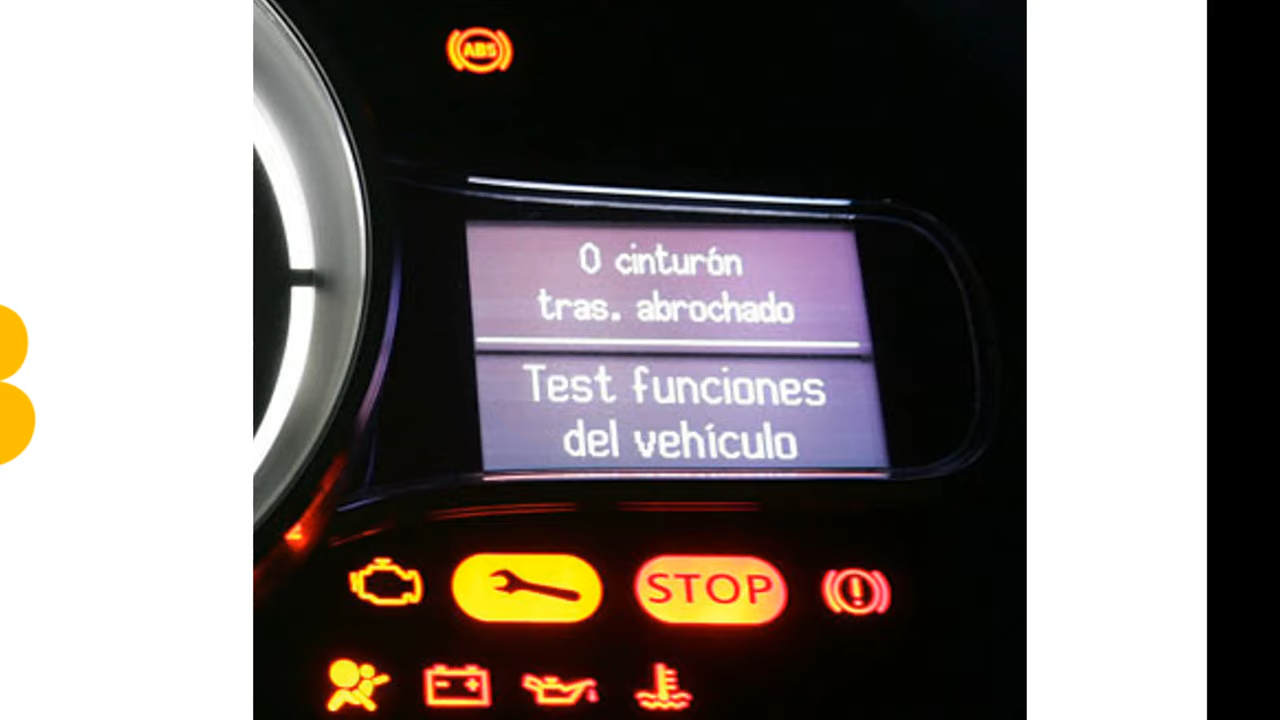 ABS
0 cinturón
tras. abrochado
Test funciones
del vehículo
STOP